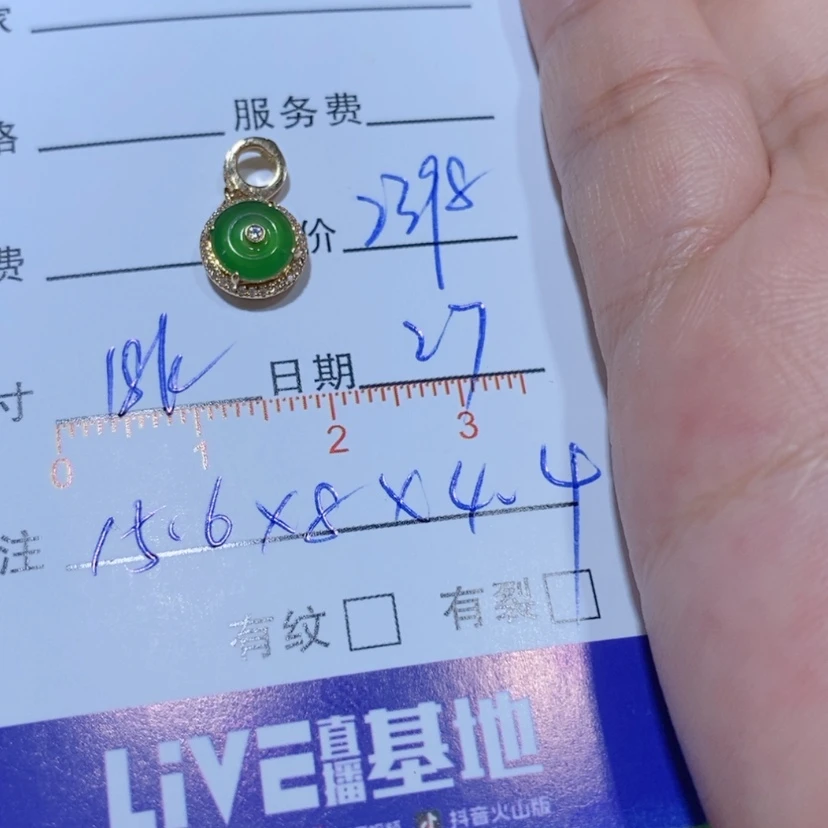 家
格 服务费
费 价 2398
寸 18k 日期 27
0 1 2 3
注 15.6×8×4.4
有纹 有裂
LiVE直播基地
抖音火山版